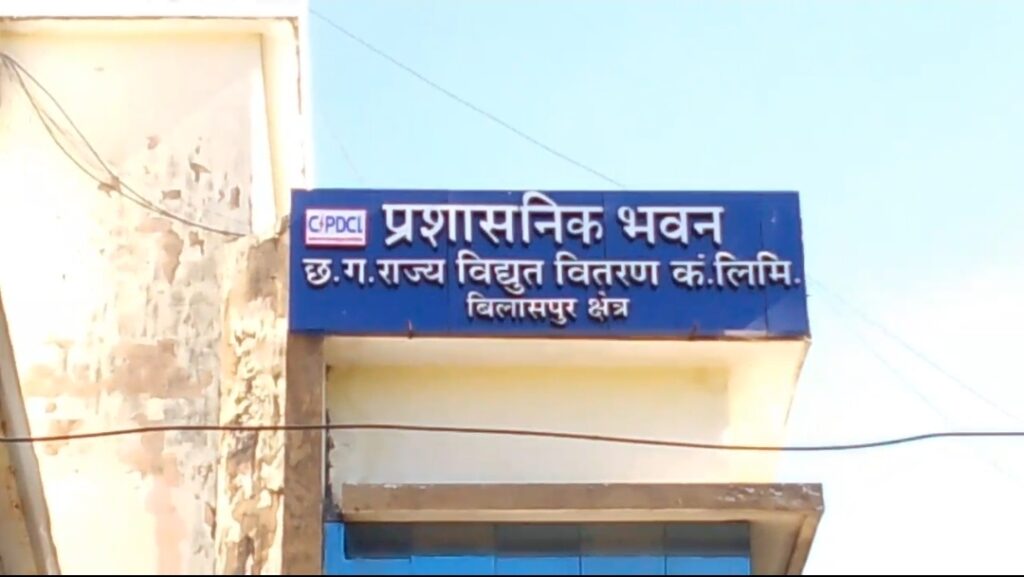 CSPDCL
प्रशासनिक भवन
छ.ग.राज्य विद्युत वितरण कं.लिमि.
बिलासपुर क्षेत्र